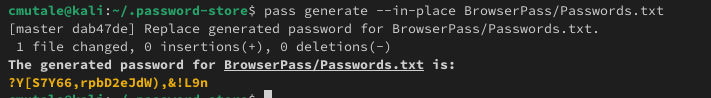 cmutale@kali:~/.password-store$ pass generate --in-place BrowserPass/Passwords.txt
[master dab47de] Replace generated password for BrowserPass/Passwords.txt.
 1 file changed, 0 insertions(+), 0 deletions(-)
The generated password for BrowserPass/Passwords.txt is:
?Y[S7Y66,rpbD2eJdW),&!L9n